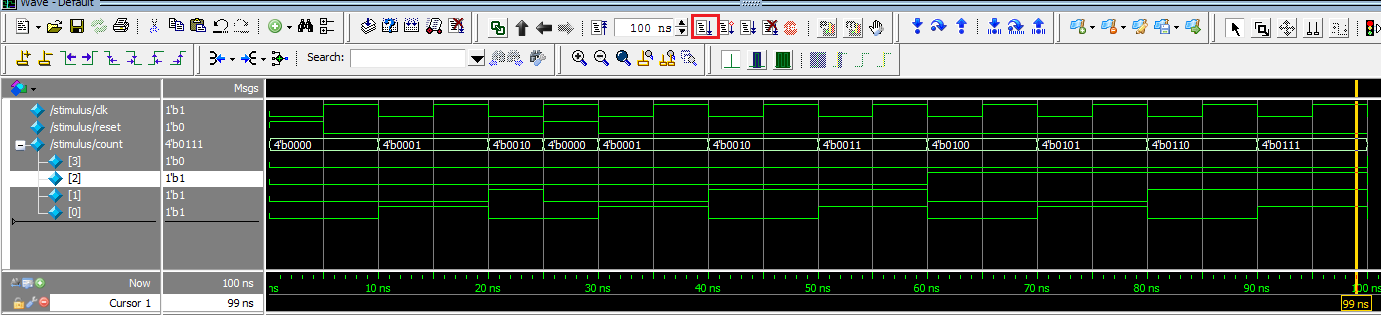 Wave - Default
100 ns
Search:
Msgs
/stimulus/clk 1'b1
/stimulus/reset 1'b0
/stimulus/count 4'b0111 4'b0000 4'b0001 4'b0010 4'b0000 4'b0001 4'b0010 4'b0011 4'b0100 4'b0101 4'b0110 4'b0111
[3] 1'b0
[2] 1'b1
[1] 1'b1
[0] 1'b1
Now 100 ns ns 10 ns 20 ns 30 ns 40 ns 50 ns 60 ns 70 ns 80 ns 90 ns 100 ns
Cursor 1 99 ns 99 ns